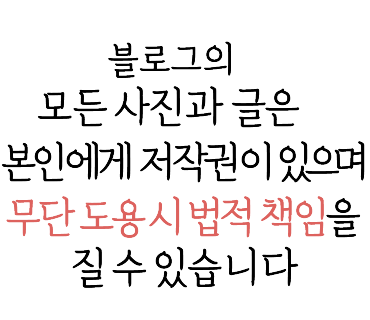 블로그의
모든 사진과 글은
본인에게 저작권이 있으며
무단 도용시 법적 책임을
질 수 있습니다